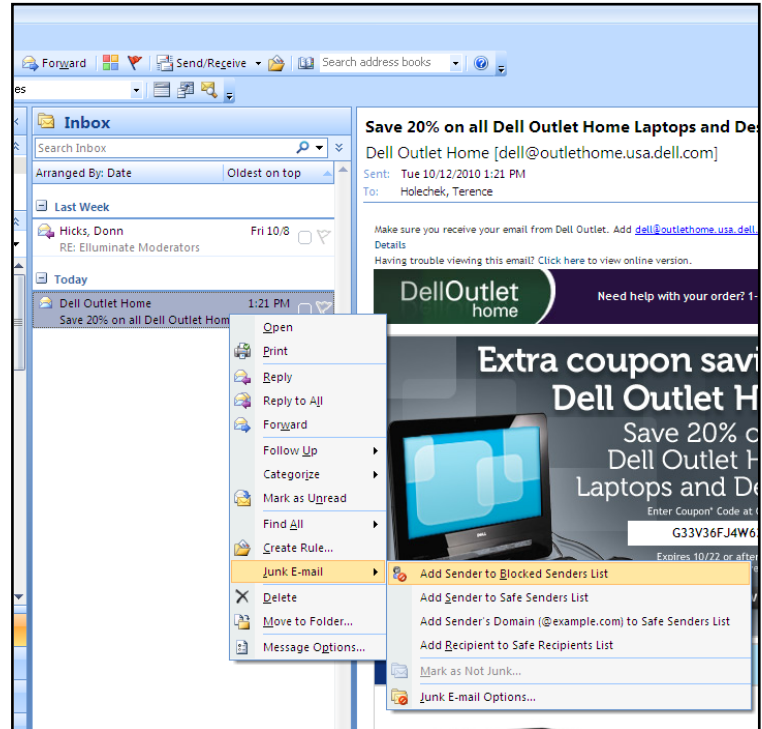 Forward Send/Receive Search address books
es
Inbox
Search Inbox
Arranged By: Date Oldest on top
Last Week
Hicks, Donn Fri 10/8
RE: Elluminate Moderators
Today
Dell Outlet Home 1:21 PM
Save 20% on all Dell Outlet Hom
Open
Print
Reply
Reply to All
Forward
Follow Up
Categorize
Mark as Unread
Find All
Create Rule...
Junk E-mail
Delete
Move to Folder...
Message Options...
Add Sender to Blocked Senders List
Add Sender to Safe Senders List
Add Sender's Domain (@example.com) to Safe Senders List
Add Recipient to Safe Recipients List
Mark as Not Junk...
Junk E-mail Options...
Save 20% on all Dell Outlet Home Laptops and De
Dell Outlet Home [dell@outlethome.usa.dell.com]
Sent: Tue 10/12/2010 1:21 PM
To: Holechek, Terence
Make sure you receive your email from Dell Outlet. Add dell@outlethome.usa.dell.
Details
Having trouble viewing this email? Click here to view online version.
DellOutlet
home
Need help with your order? 1-
Extra coupon savi
Dell Outlet H
Save 20% o
Dell Outlet H
Laptops and De
Enter Coupon* Code at
G33V36FJ4W6
Expires 10/22 or after
DELL